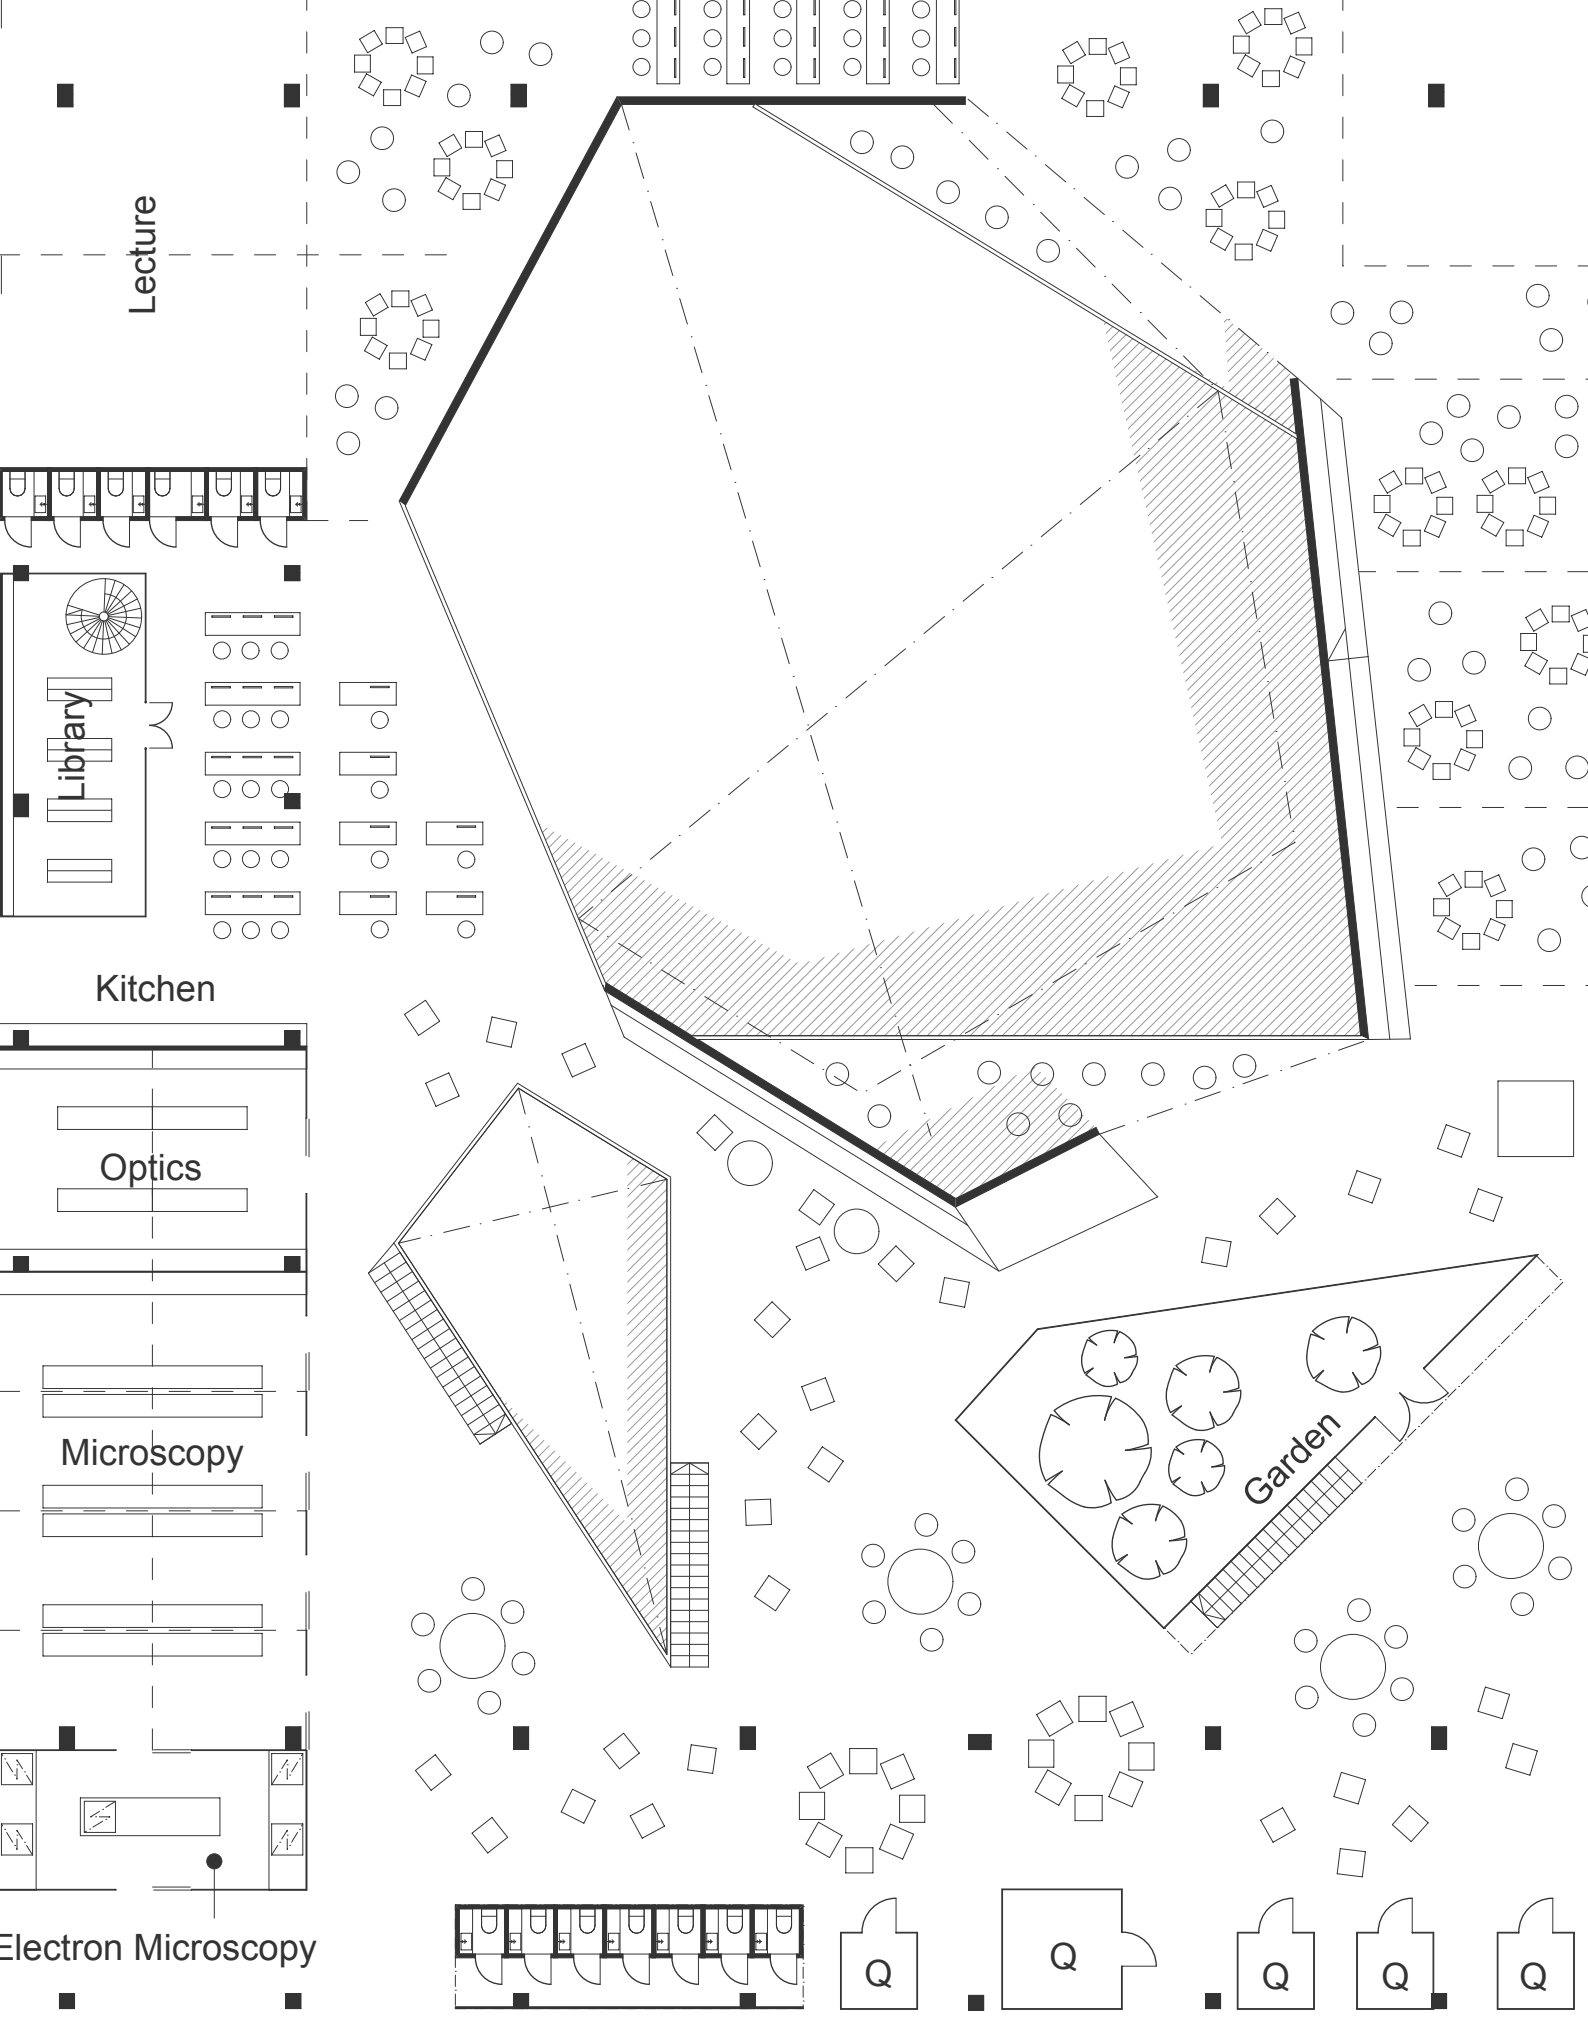 Lecture
Library
Kitchen
Optics
Microscopy
Garden
Electron Microscopy
Q
Q
Q
Q
Q